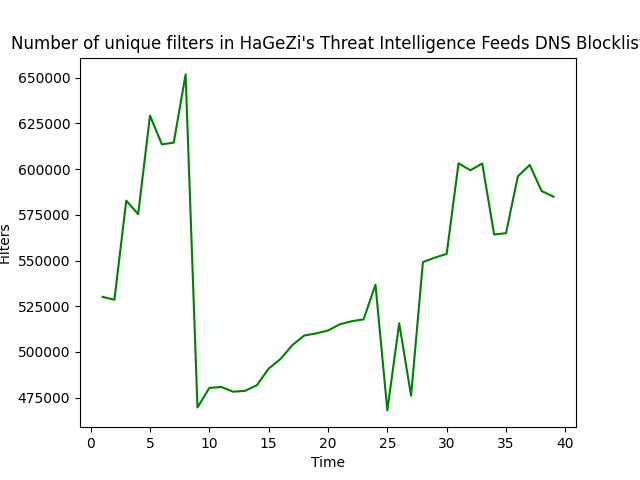 Number of unique filters in HaGeZi's Threat Intelligence Feeds DNS Blocklist
650000
625000
600000
575000
550000
525000
500000
475000
Filters
0 5 10 15 20 25 30 35 40
Time